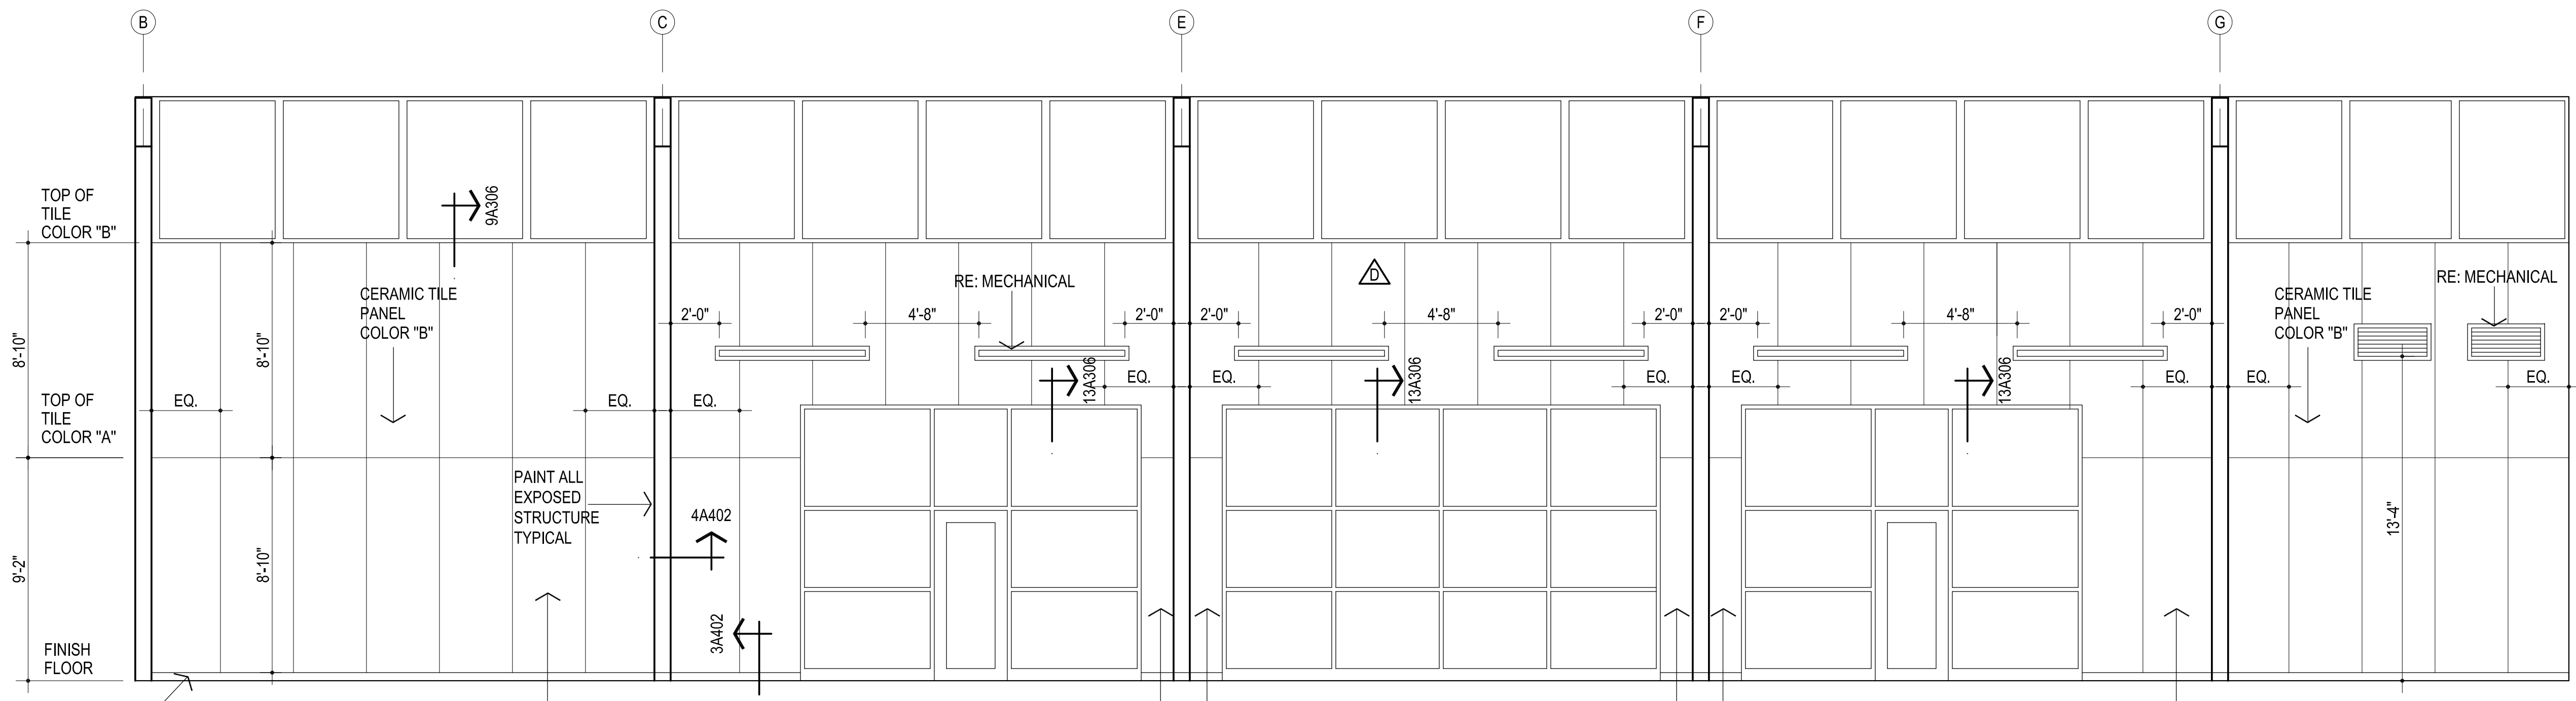 B
C
E
F
G
TOP OF
TILE
COLOR "B"
9A306
CERAMIC TILE
PANEL
COLOR "B"
RE: MECHANICAL
D
CERAMIC TILE
PANEL
COLOR "B"
RE: MECHANICAL
2'-0"
4'-8"
2'-0"
2'-0"
4'-8"
2'-0"
2'-0"
4'-8"
2'-0"
8'-10"
8'-10"
13A306
13A306
13A306
EQ.
EQ.
EQ.
EQ.
EQ.
EQ.
EQ.
EQ.
EQ.
EQ.
TOP OF
TILE
COLOR "A"
PAINT ALL
EXPOSED
STRUCTURE
TYPICAL
4A402
13'-4"
9'-2"
8'-10"
3A402
FINISH
FLOOR